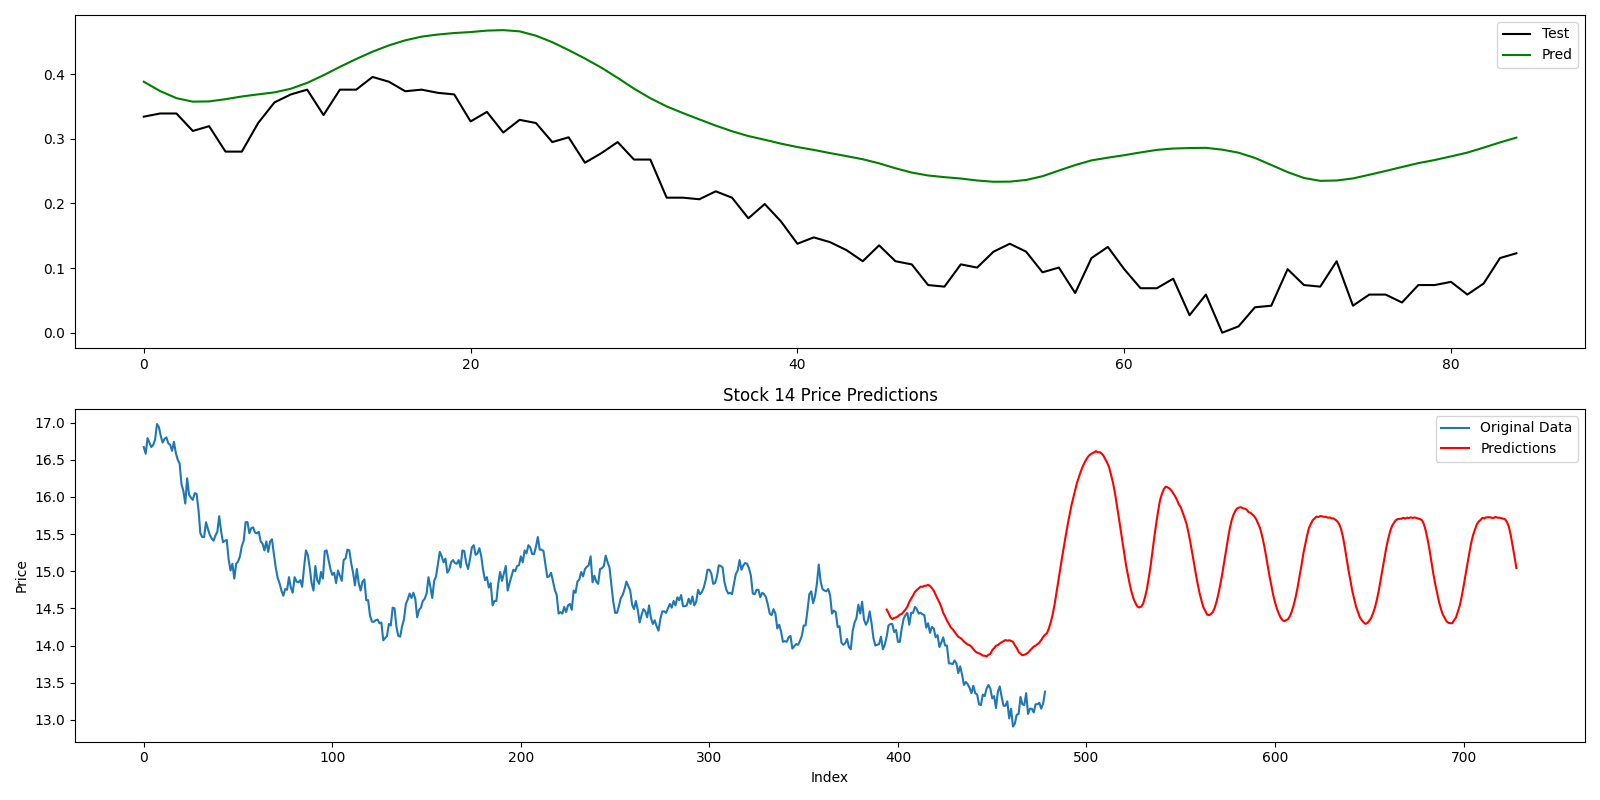 Test
Pred
0.4
0.3
0.2
0.1
0.0
0 20 40 60 80
Stock 14 Price Predictions
Original Data
Predictions
17.0
16.5
16.0
15.5
15.0
14.5
14.0
13.5
13.0
Price
0 100 200 300 400 500 600 700
Index